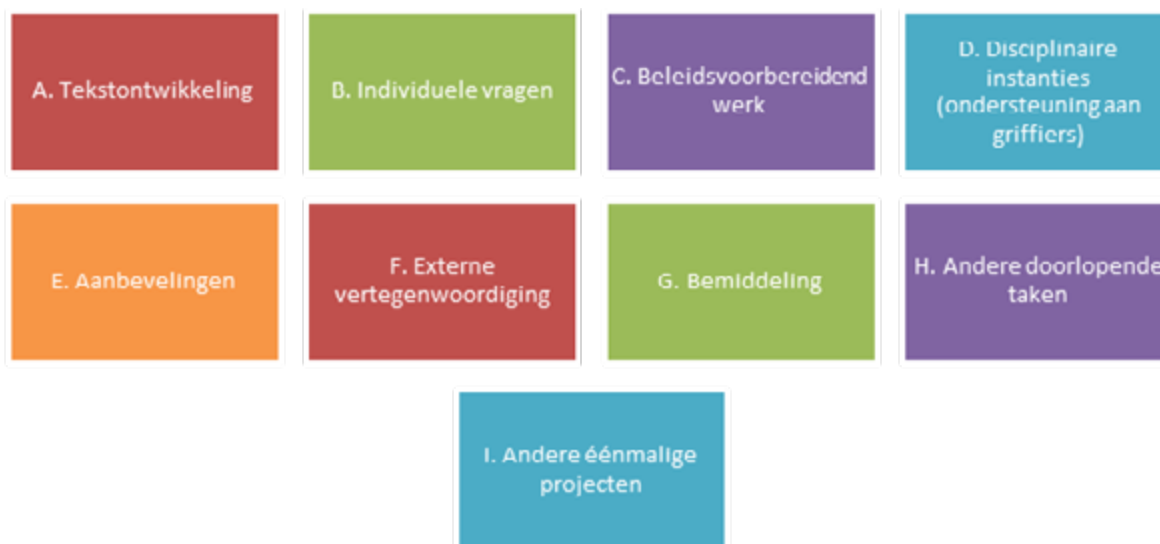 A. Tekstontwikkeling
B. Individuele vragen
C. Beleidsvoorbereidend
werk
D. Disciplinaire
instanties
(ondersteuning aan
griffiers)
E. Aanbevelingen
F. Externe
vertegenwoordiging
G. Bemiddeling
H. Andere doorlopende
taken
I. Andere éénmalige
projecten